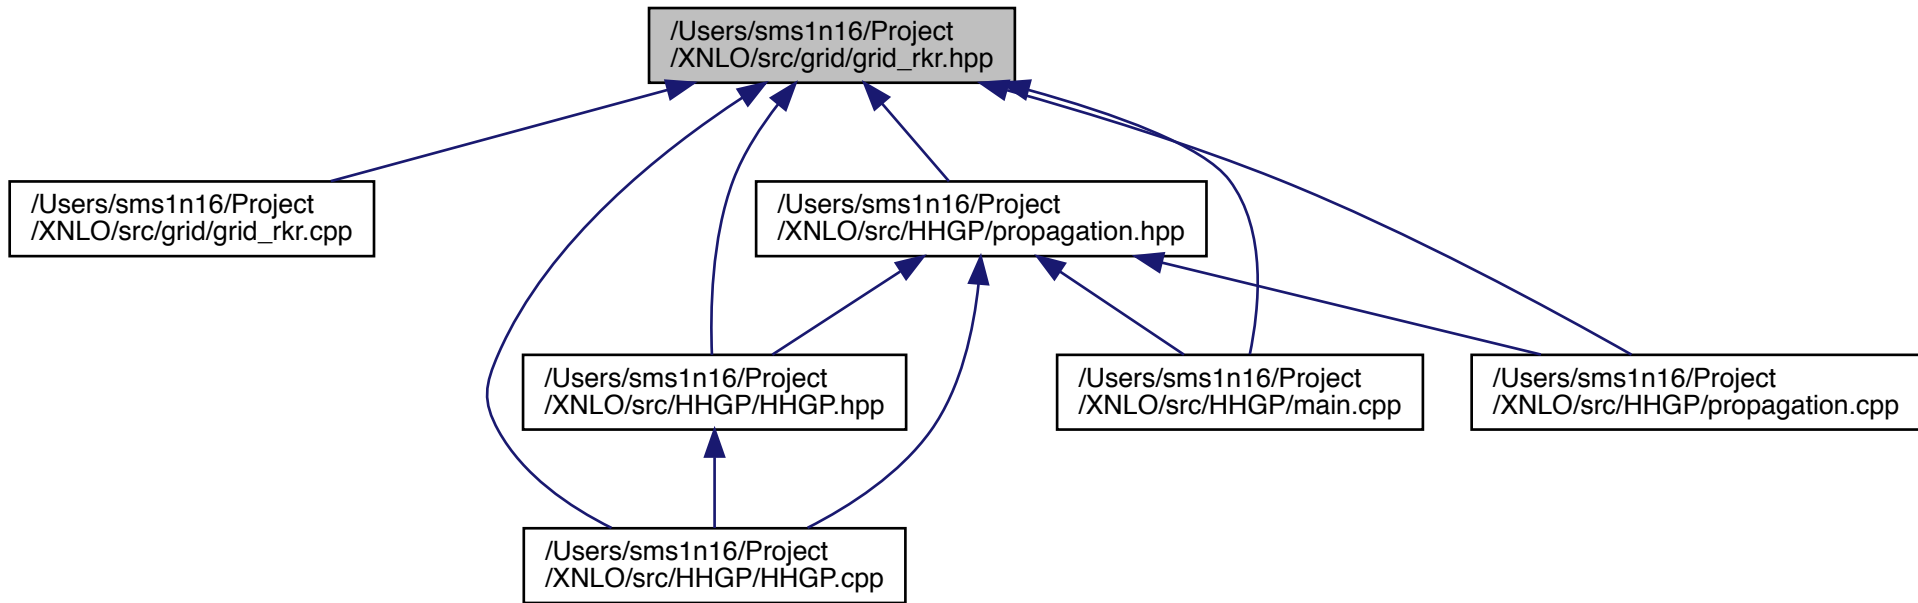 /Users/sms1n16/Project
/XNLO/src/grid/grid_rkr.hpp
/Users/sms1n16/Project
/XNLO/src/grid/grid_rkr.cpp
/Users/sms1n16/Project
/XNLO/src/HHGP/propagation.hpp
/Users/sms1n16/Project
/XNLO/src/HHGP/HHGP.hpp
/Users/sms1n16/Project
/XNLO/src/HHGP/main.cpp
/Users/sms1n16/Project
/XNLO/src/HHGP/propagation.cpp
/Users/sms1n16/Project
/XNLO/src/HHGP/HHGP.cpp